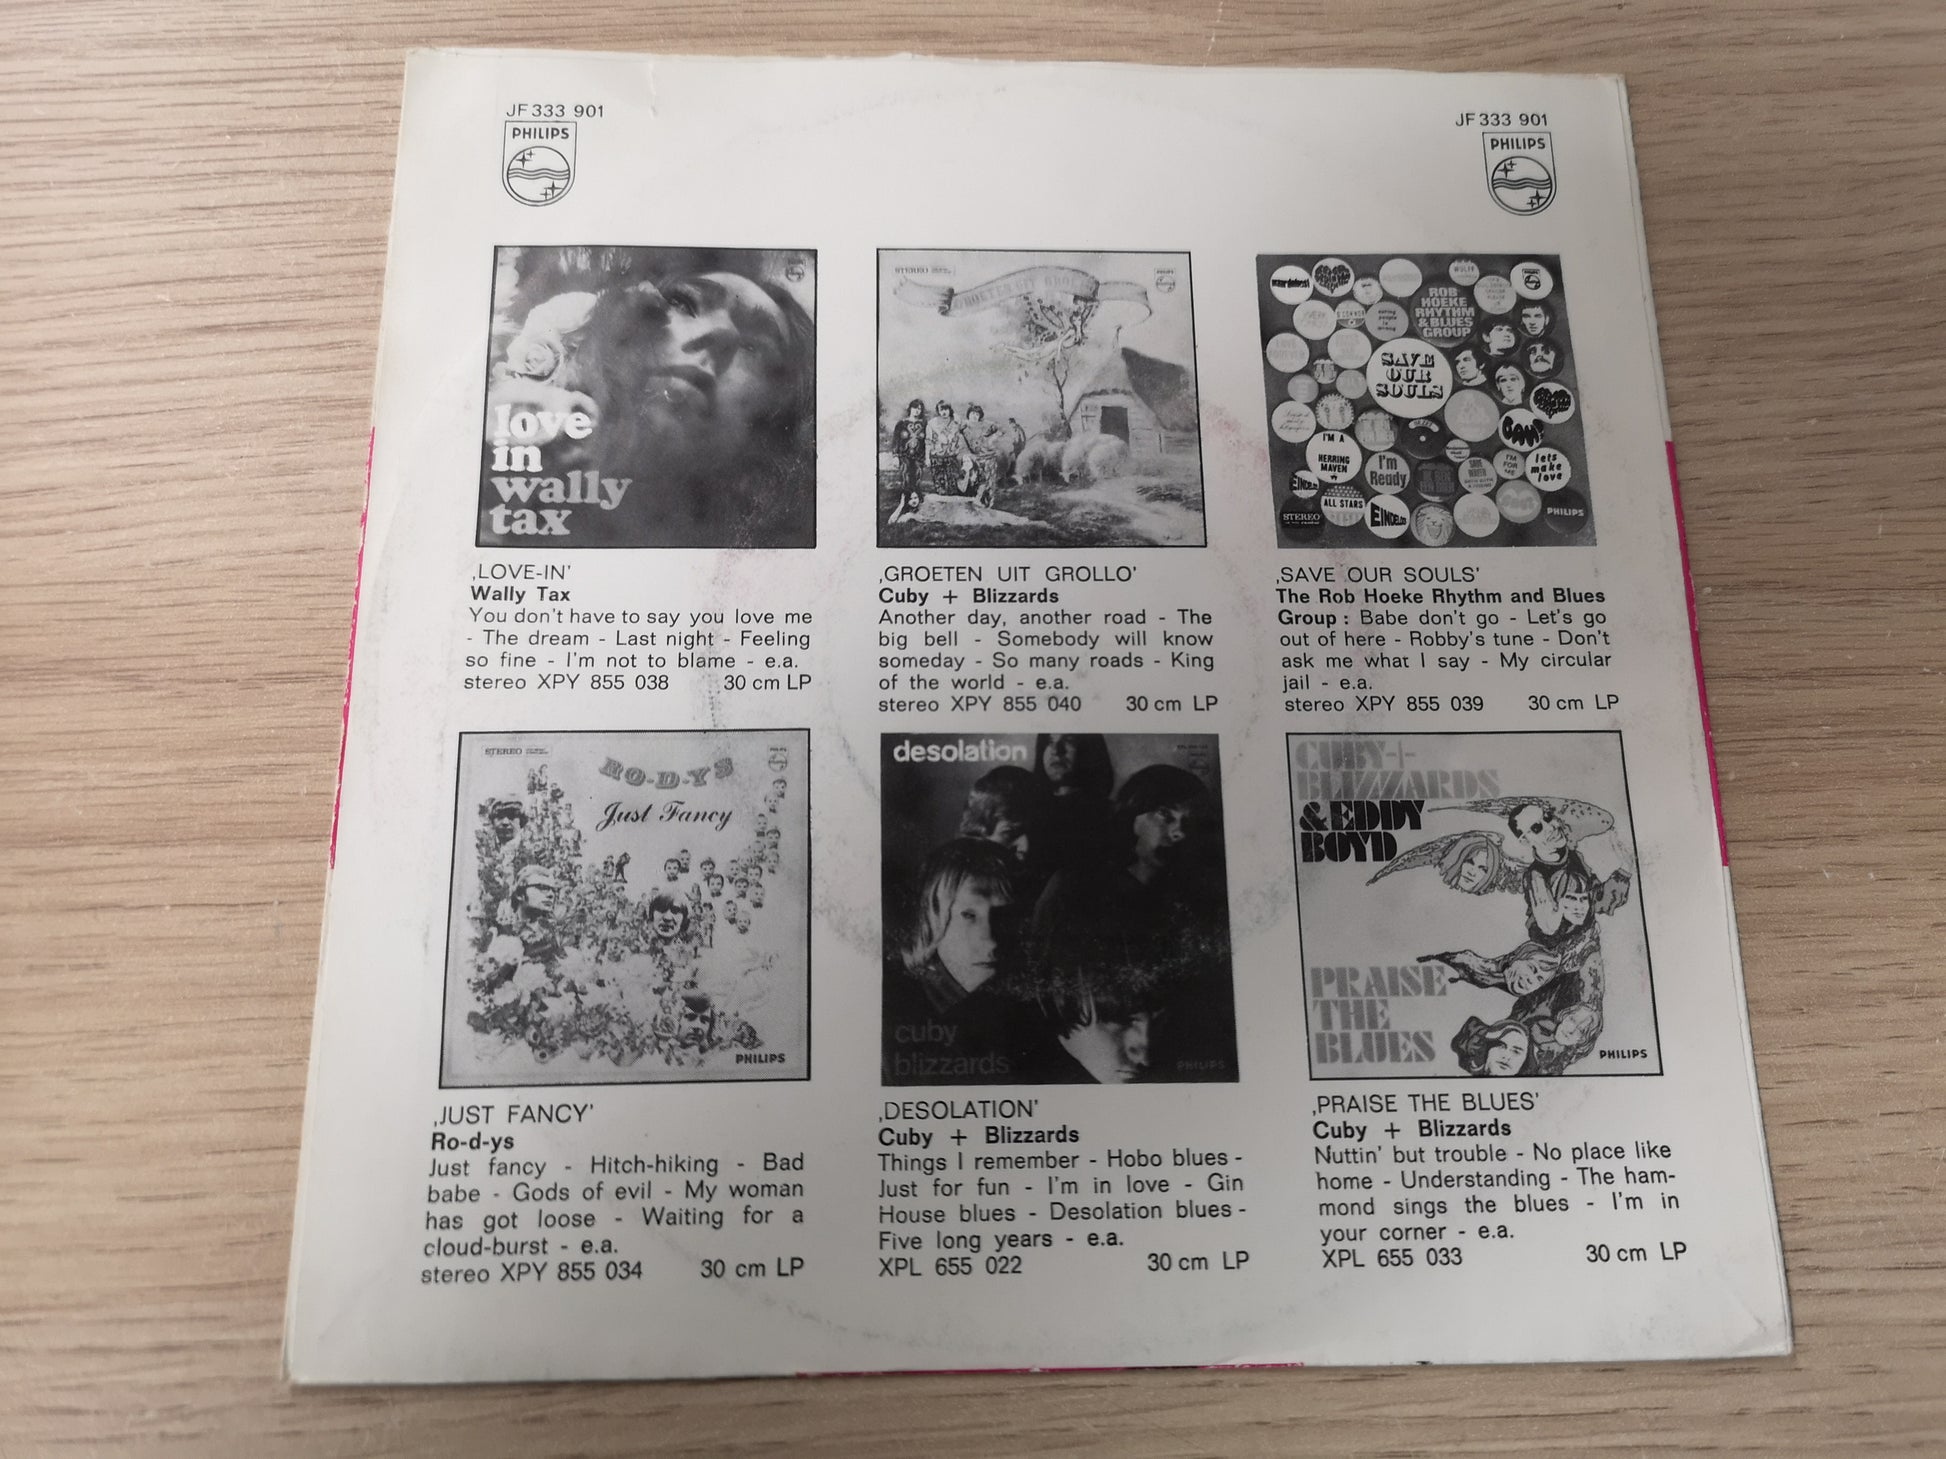 JF 333 901
PHILIPS
JF 333 901
PHILIPS
love
in
wally
tax
‚LOVE-IN’
Wally Tax
You don't have to say you love me
- The dream - Last night - Feeling
so fine - I'm not to blame - e.a.
stereo XPY 855 038 30 cm LP
STEREO
GROETEN UIT GROLLO
‚GROETEN UIT GROLLO’
Cuby + Blizzards
Another day, another road - The
big bell - Somebody will know
someday - So many roads - King
of the world - e.a.
stereo XPY 855 040 30 cm LP
ROB
HOEKE
RHYTHM
& BLUES
GROUP
SAVE
OUR
SOULS
I'M A
HERRING
MAVEN
I'm
Ready
I'M
FOR
ME
lets
make
love
ALL STARS
STEREO
PHILIPS
‚SAVE OUR SOULS’
The Rob Hoeke Rhythm and Blues
Group : Babe don't go - Let's go
out of here - Robby's tune - Don't
ask me what I say - My circular
jail - e.a.
stereo XPY 855 039 30 cm LP
STEREO
RO-D-YS
Just Fancy
PHILIPS
‚JUST FANCY’
Ro-d-ys
Just fancy - Hitch-hiking - Bad
babe - Gods of evil - My woman
has got loose - Waiting for a
cloud-burst - e.a.
stereo XPY 855 034 30 cm LP
desolation
cuby
blizzards
PHILIPS
‚DESOLATION’
Cuby + Blizzards
Things I remember - Hobo blues -
Just for fun - I'm in love - Gin
House blues - Desolation blues -
Five long years - e.a.
XPL 655 022 30 cm LP
CUBY+
BLIZZARDS
& EDDY
BOYD
PRAISE
THE
BLUES
PHILIPS
‚PRAISE THE BLUES’
Cuby + Blizzards
Nuttin' but trouble - No place like
home - Understanding - The ham-
mond sings the blues - I'm in
your corner - e.a.
XPL 655 033 30 cm LP